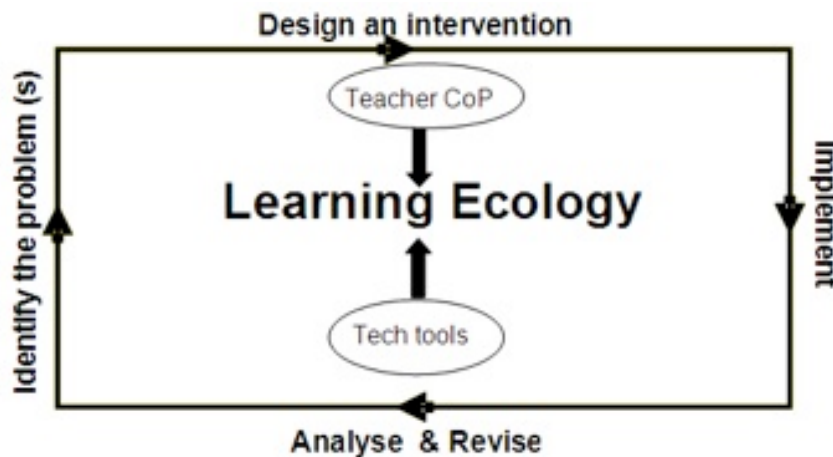 Design an intervention
Teacher CoP
Identify the problem (s)
Learning Ecology
Implement
Tech tools
Analyse & Revise